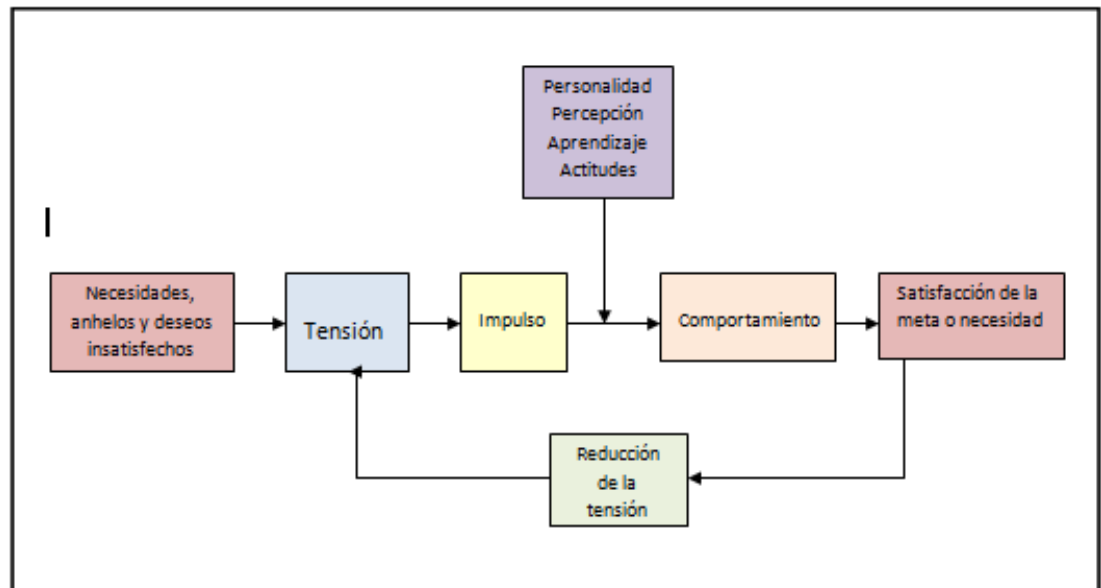 Personalidad
Percepción
Aprendizaje
Actitudes
Necesidades,
anhelos y deseos
insatisfechos
Tensión
Impulso
Comportamiento
Satisfacción de la
meta o necesidad
Reducción
de la
tensión